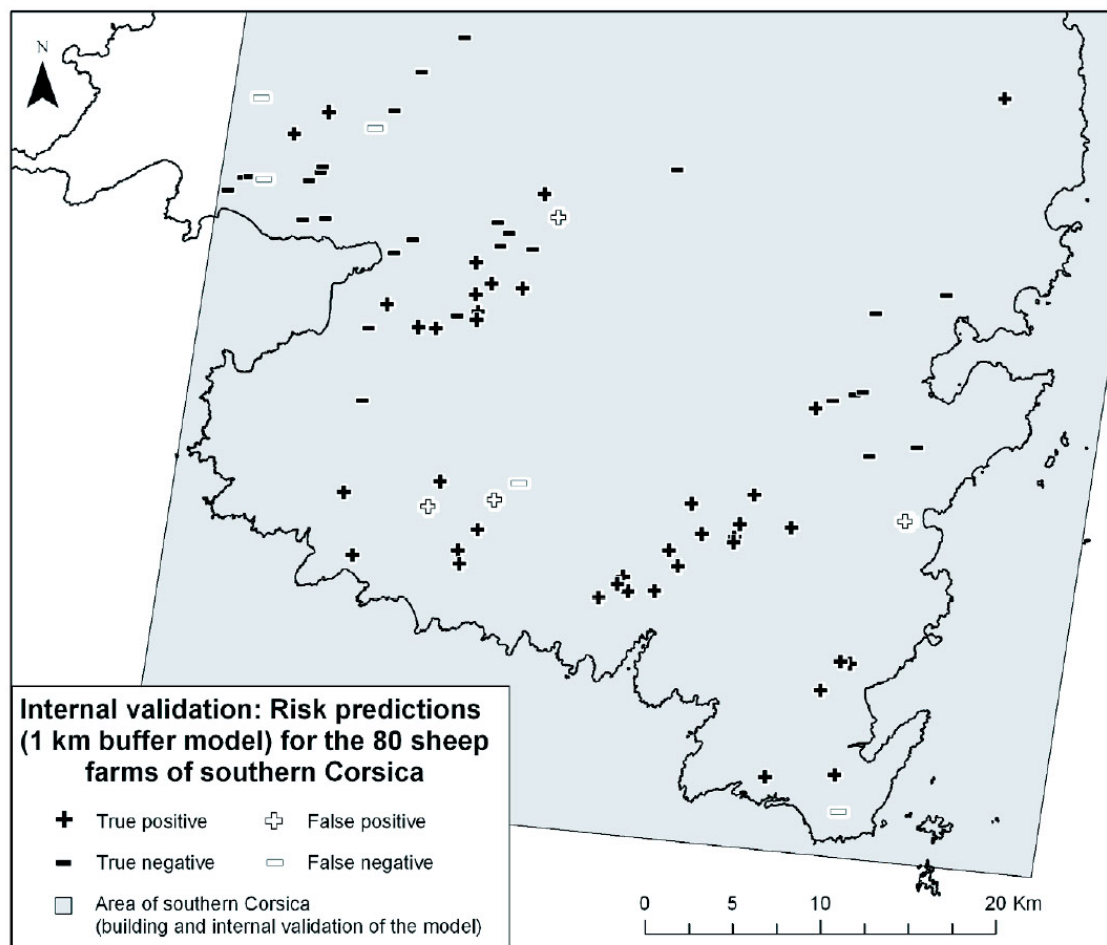 N
Internal validation: Risk predictions
(1 km buffer model) for the 80 sheep
farms of southern Corsica
True positive
False positive
True negative
False negative
Area of southern Corsica
(building and internal validation of the model)
0 5 10 20 Km